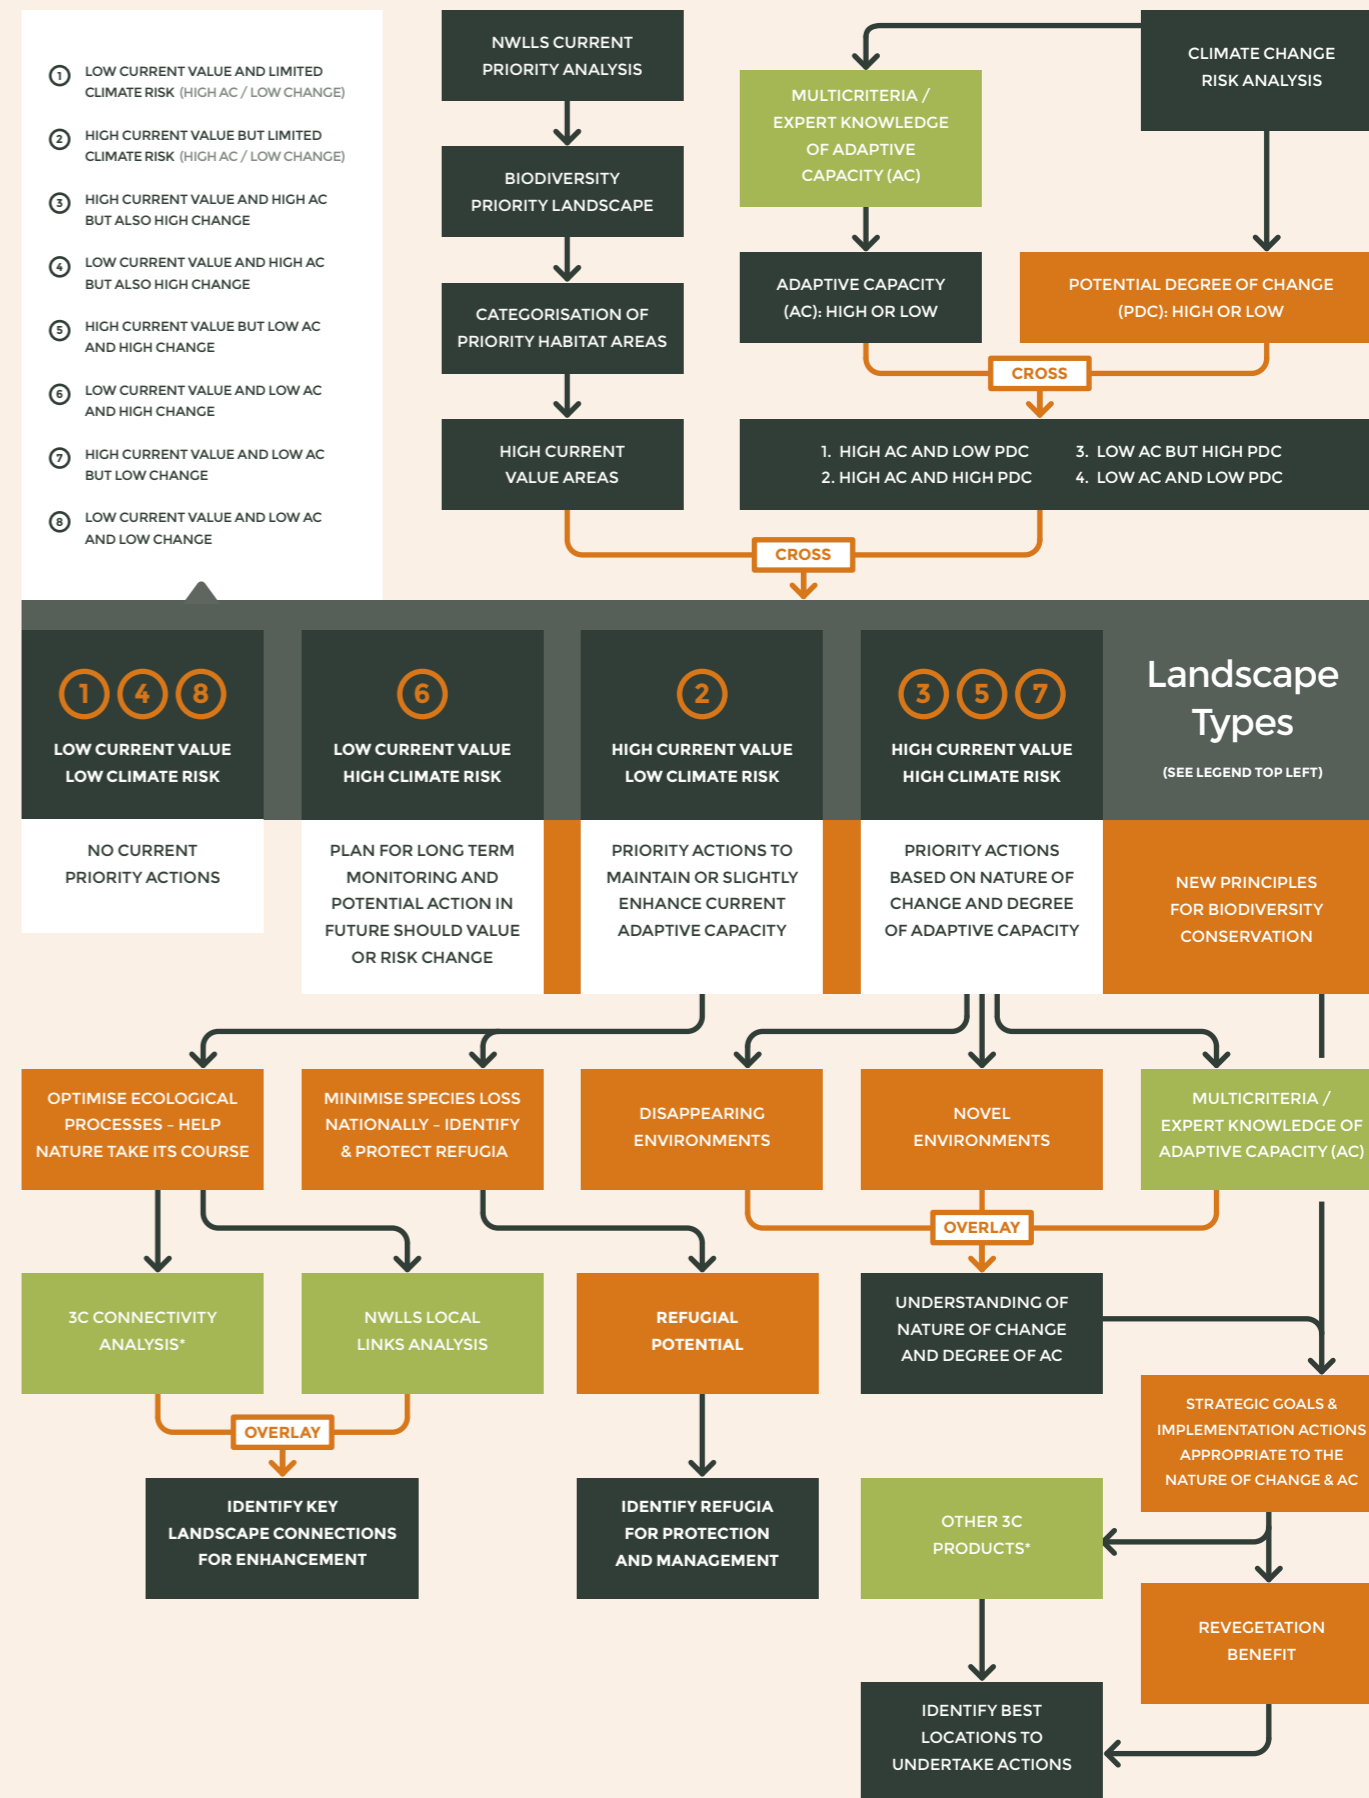 1 LOW CURRENT VALUE AND LIMITED
CLIMATE RISK (HIGH AC / LOW CHANGE)
2 HIGH CURRENT VALUE BUT LIMITED
CLIMATE RISK (HIGH AC / LOW CHANGE)
3 HIGH CURRENT VALUE AND HIGH AC
BUT ALSO HIGH CHANGE
4 LOW CURRENT VALUE AND HIGH AC
BUT ALSO HIGH CHANGE
5 HIGH CURRENT VALUE BUT LOW AC
AND HIGH CHANGE
6 LOW CURRENT VALUE AND LOW AC
AND HIGH CHANGE
7 HIGH CURRENT VALUE AND LOW AC
BUT LOW CHANGE
8 LOW CURRENT VALUE AND LOW AC
AND LOW CHANGE
NWLLS CURRENT
PRIORITY ANALYSIS
BIODIVERSITY
PRIORITY LANDSCAPE
CATEGORISATION OF
PRIORITY HABITAT AREAS
HIGH CURRENT
VALUE AREAS
CLIMATE CHANGE
RISK ANALYSIS
MULTICRITERIA /
EXPERT KNOWLEDGE
OF ADAPTIVE
CAPACITY (AC)
ADAPTIVE CAPACITY
(AC): HIGH OR LOW
POTENTIAL DEGREE OF CHANGE
(PDC): HIGH OR LOW
CROSS
1. HIGH AC AND LOW PDC
2. HIGH AC AND HIGH PDC
3. LOW AC BUT HIGH PDC
4. LOW AC AND LOW PDC
CROSS
1 4 8
LOW CURRENT VALUE
LOW CLIMATE RISK
6
LOW CURRENT VALUE
HIGH CLIMATE RISK
2
HIGH CURRENT VALUE
LOW CLIMATE RISK
3 5 7
HIGH CURRENT VALUE
HIGH CLIMATE RISK
Landscape
Types
(SEE LEGEND TOP LEFT)
NO CURRENT
PRIORITY ACTIONS
PLAN FOR LONG TERM
MONITORING AND
POTENTIAL ACTION IN
FUTURE SHOULD VALUE
OR RISK CHANGE
PRIORITY ACTIONS TO
MAINTAIN OR SLIGHTLY
ENHANCE CURRENT
ADAPTIVE CAPACITY
PRIORITY ACTIONS
BASED ON NATURE OF
CHANGE AND DEGREE
OF ADAPTIVE CAPACITY
NEW PRINCIPLES
FOR BIODIVERSITY
CONSERVATION
OPTIMISE ECOLOGICAL
PROCESSES – HELP
NATURE TAKE ITS COURSE
MINIMISE SPECIES LOSS
NATIONALLY – IDENTIFY
& PROTECT REFUGIA
DISAPPEARING
ENVIRONMENTS
NOVEL
ENVIRONMENTS
MULTICRITERIA /
EXPERT KNOWLEDGE OF
ADAPTIVE CAPACITY (AC)
OVERLAY
3C CONNECTIVITY
ANALYSIS*
NWLLS LOCAL
LINKS ANALYSIS
REFUGIAL
POTENTIAL
UNDERSTANDING OF
NATURE OF CHANGE
AND DEGREE OF AC
OVERLAY
STRATEGIC GOALS &
IMPLEMENTATION ACTIONS
APPROPRIATE TO THE
NATURE OF CHANGE & AC
IDENTIFY KEY
LANDSCAPE CONNECTIONS
FOR ENHANCEMENT
IDENTIFY REFUGIA
FOR PROTECTION
AND MANAGEMENT
OTHER 3C
PRODUCTS*
REVEGETATION
BENEFIT
IDENTIFY BEST
LOCATIONS TO
UNDERTAKE ACTIONS